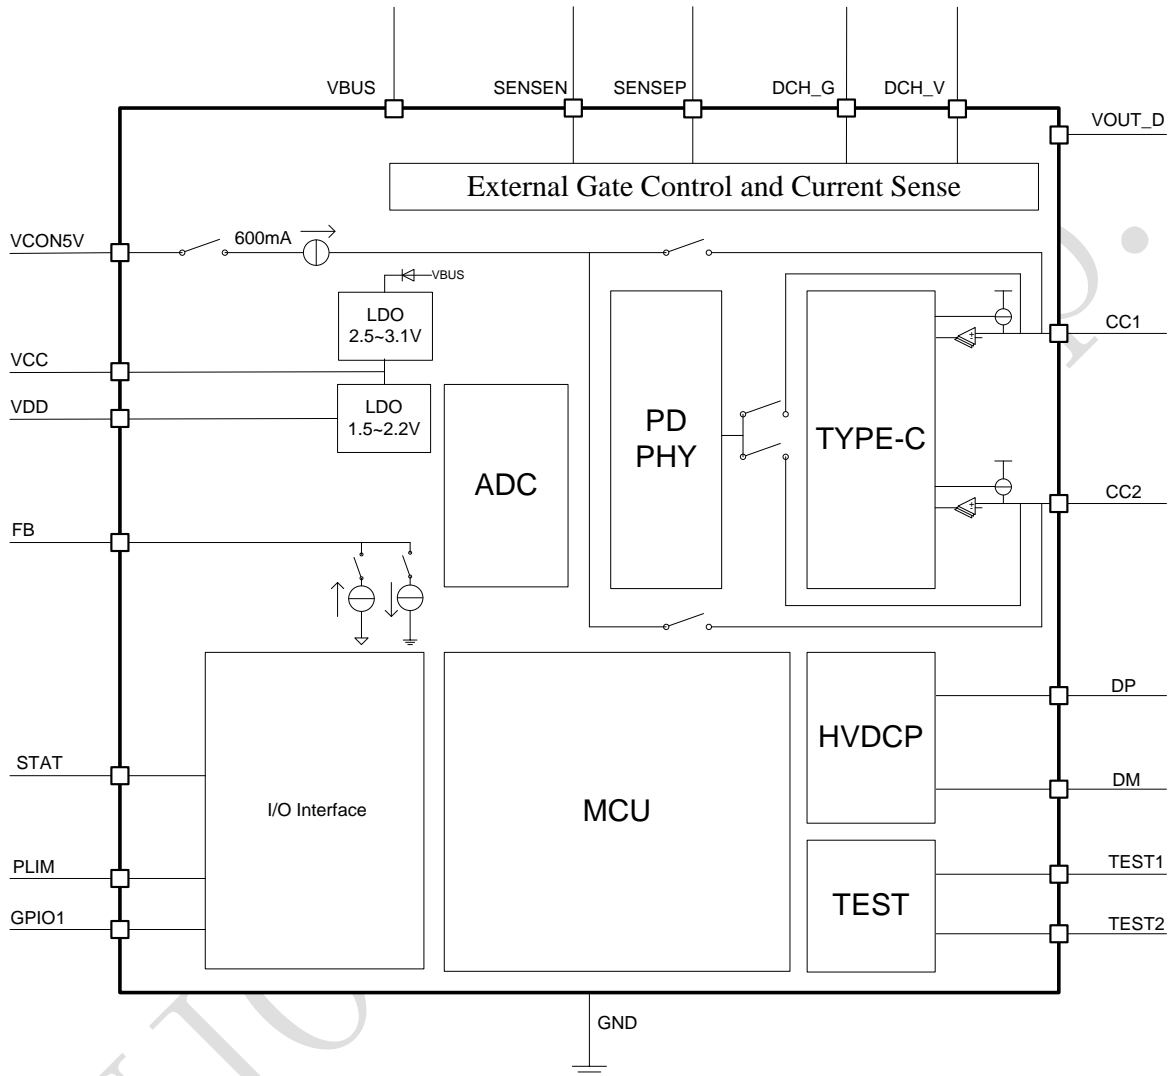 VBUS
SENSEN
SENSEP
DCH_G
DCH_V
VOUT_D
External Gate Control and Current Sense
VCON5V
600mA
VBUS
LDO
2.5~3.1V
CC1
VCC
VDD
LDO
1.5~2.2V
ADC
PD
PHY
TYPE-C
CC2
FB
DP
HVDCP
STAT
I/O Interface
MCU
DM
PLIM
TEST1
GPIO1
TEST
TEST2
GND